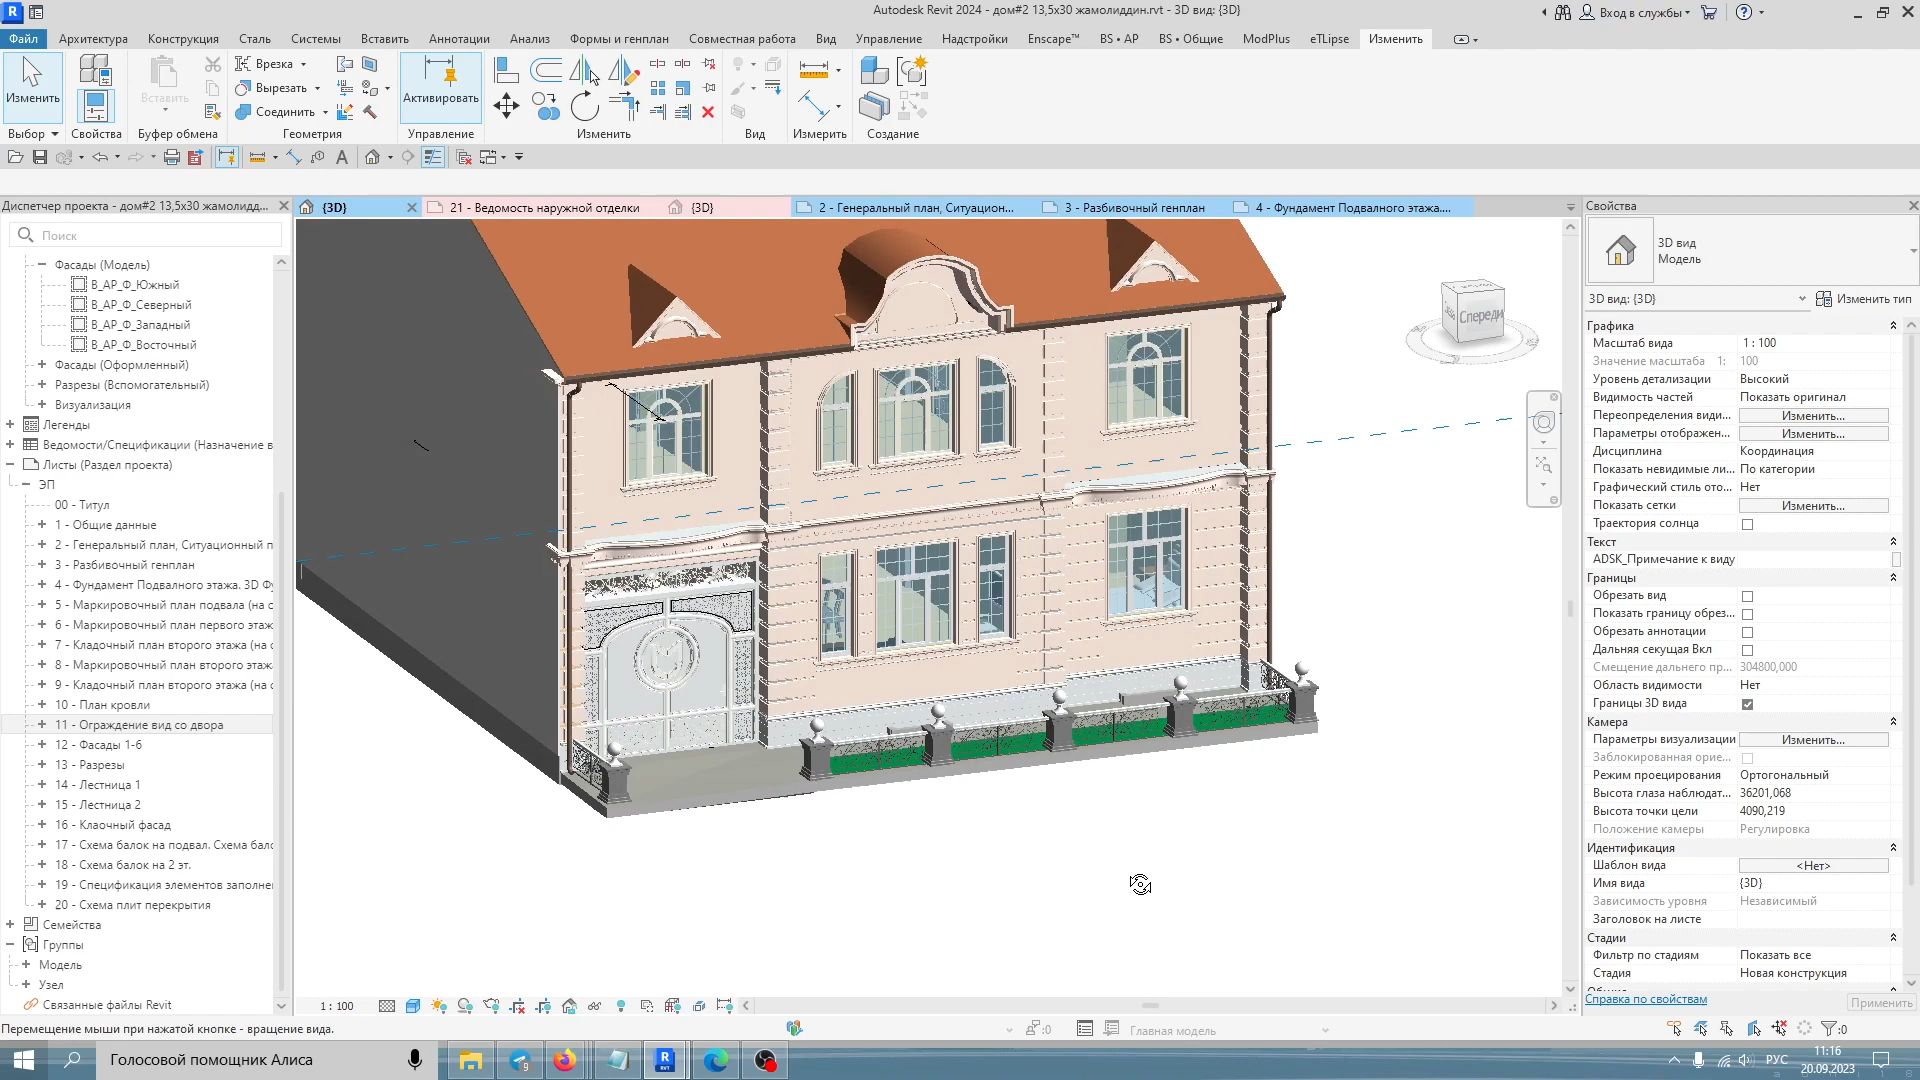 Autodesk Revit 2024 - дом#2 13,5x30 жамолиддин.rvt - 3D вид: {3D}
Вход в службы
Файл Архитектура Конструкция Сталь Системы Вставить Аннотации Анализ Формы и генплан Совместная работа Вид Управление Надстройки Enscape™ BS • АР BS • Общие ModPlus eTLipse Изменить
Изменить
Вставить
Врезка
Вырезать
Соединить
Активировать
Выбор Свойства Буфер обмена Геометрия Управление Изменить Вид Измерить Создание
Диспетчер проекта - дом#2 13,5x30 жамолидд...
{3D}
21 - Ведомость наружной отделки
{3D}
2 - Генеральный план, Ситуацион...
3 - Разбивочный генплан
4 - Фундамент Подвального этажа....
Поиск
Фасады (Модель)
В_АР_Ф_Южный
В_АР_Ф_Северный
В_АР_Ф_Западный
В_АР_Ф_Восточный
Фасады (Оформленный)
Разрезы (Вспомогательный)
Визуализация
Легенды
Ведомости/Спецификации (Назначение в
Листы (Раздел проекта)
ЭП
00 - Титул
1 - Общие данные
2 - Генеральный план, Ситуационный п
3 - Разбивочный генплан
4 - Фундамент Подвального этажа. 3D Фу
5 - Маркировочный план подвала (на о
6 - Маркировочный план первого этаж
7 - Кладочный план второго этажа (на о
8 - Маркировочный план второго этаж
9 - Кладочный план второго этажа (на о
10 - План кровли
11 - Ограждение вид со двора
12 - Фасады 1-6
13 - Разрезы
14 - Лестница 1
15 - Лестница 2
16 - Клаочный фасад
17 - Схема балок на подвал. Схема бало
18 - Схема балок на 2 эт.
19 - Спецификация элементов заполне
20 - Схема плит перекрытия
Семейства
Группы
Модель
Узел
Связанные файлы Revit
Спереди
Свойства
3D вид
Модель
3D вид: {3D}
Изменить тип
Графика
Масштаб вида 1 : 100
Значение масштаба 1: 100
Уровень детализации Высокий
Видимость частей Показать оригинал
Переопределения види... Изменить...
Параметры отображен... Изменить...
Дисциплина Координация
Показать невидимые ли... По категории
Графический стиль ото... Нет
Показать сетки Изменить...
Траектория солнца
Текст
ADSK_Примечание к виду
Границы
Обрезать вид
Показать границу обрез...
Обрезать аннотации
Дальняя секущая Вкл
Смещение дальнего пр... 304800,000
Область видимости Нет
Границы 3D вида
Камера
Параметры визуализации Изменить...
Заблокированная орие...
Режим проецирования Ортогональный
Высота глаза наблюдат... 36201,068
Высота точки цели 4090,219
Положение камеры Регулировка
Идентификация
Шаблон вида <Нет>
Имя вида {3D}
Зависимость уровня Независимый
Заголовок на листе
Стадии
Фильтр по стадиям Показать все
Стадия Новая конструкция
Справка по свойствам
Применить
1 : 100
Перемещение мыши при нажатой кнопке - вращение вида.
:0
Главная модель
:0
Голосовой помощник Алиса
РУС
11:16
20.09.2023